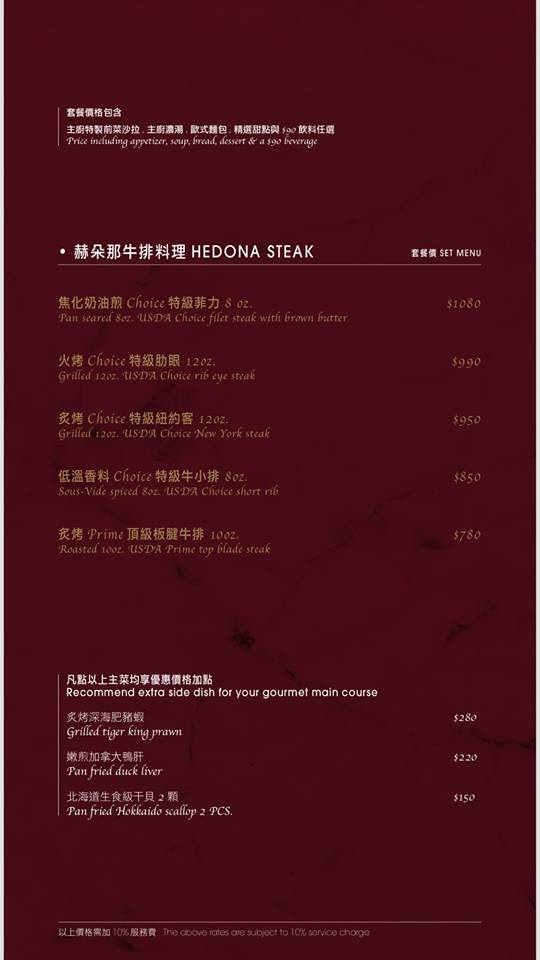 套餐價格包含
主廚特製前菜沙拉 . 主廚濃湯 . 歐式麵包 . 精選甜點與 $90 飲料任選
Price including appetizer, soup, bread, dessert & a $90 beverage
• 赫朵那牛排料理 HEDONA STEAK 套餐價 SET MENU
焦化奶油煎 Choice 特級菲力 8 oz. $1080
Pan seared 8oz. USDA Choice filet steak with brown butter
火烤 Choice 特級肋眼 12oz. $990
Grilled 12oz. USDA Choice rib eye steak
炙烤 Choice 特級紐約客 12oz. $950
Grilled 12oz. USDA Choice New York steak
低溫香料 Choice 特級牛小排 8oz. $850
Sous-Vide spiced 8oz. USDA Choice short rib
炙烤 Prime 頂級板腱牛排 10oz. $780
Roasted 10oz. USDA Prime top blade steak
凡點以上主菜均享優惠價格加點
Recommend extra side dish for your gourmet main course
炙烤深海肥豬蝦 $280
Grilled tiger king prawn
嫩煎加拿大鴨肝 $220
Pan fried duck liver
北海道生食級干貝 2 顆 $150
Pan fried Hokkaido scallop 2 PCS.
以上價格需加 10% 服務費 The above rates are subject to 10% service charge